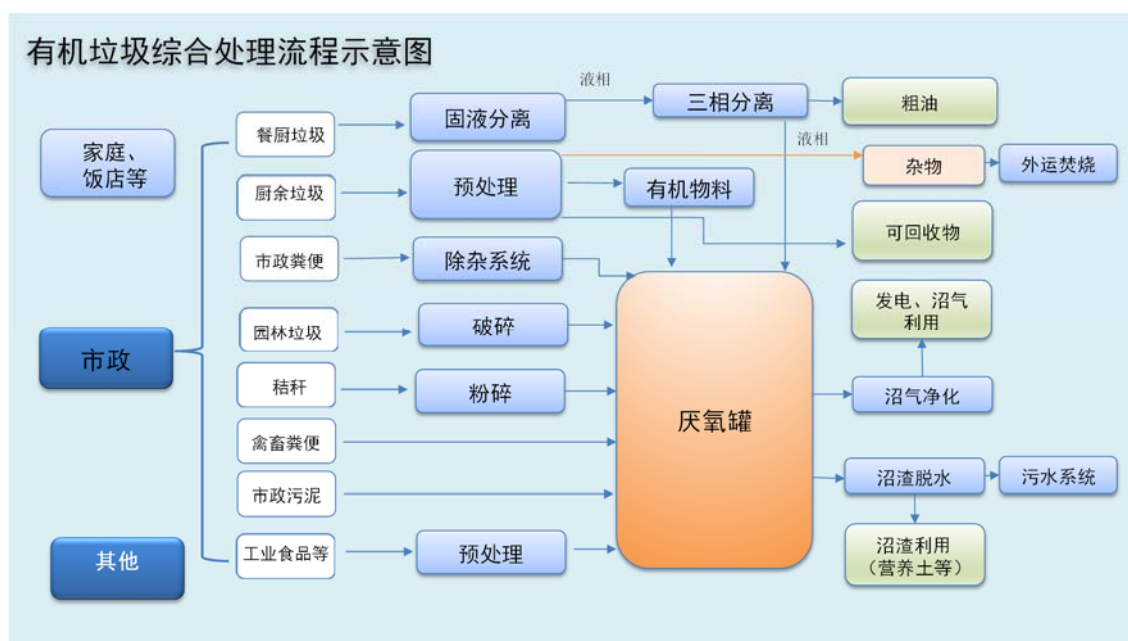 有机垃圾综合处理流程示意图
液相
固液分离
三相分离
粗油
餐厨垃圾
家庭、
饭店等
液相
预处理
有机物料
杂物
外运焚烧
厨余垃圾
可回收物
市政粪便
除杂系统
发电、沼气
利用
园林垃圾
破碎
市政
秸秆
粉碎
厌氧罐
沼气净化
禽畜粪便
市政污泥
沼渣脱水
污水系统
其他
工业食品等
预处理
沼渣利用
（营养土等）